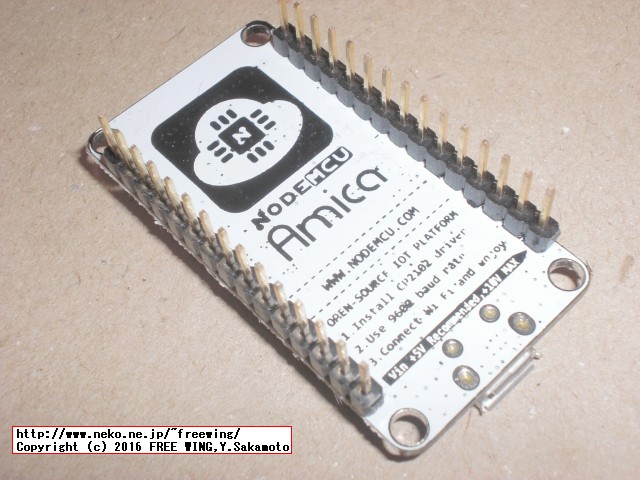 N
NODEMCU
Amica
WWW.NODEMCU.COM
OPEN-SOURCE IOT PLATFORM
1.Install CP2102 driver
2.Use 9600 baud rate
3.Connect Wi-Fi and enjoy
Vin +5V Recommended,+10V MAX
http://www.neko.ne.jp/~freewing/
Copyright (c) 2016 FREE WING,Y.Sakamoto